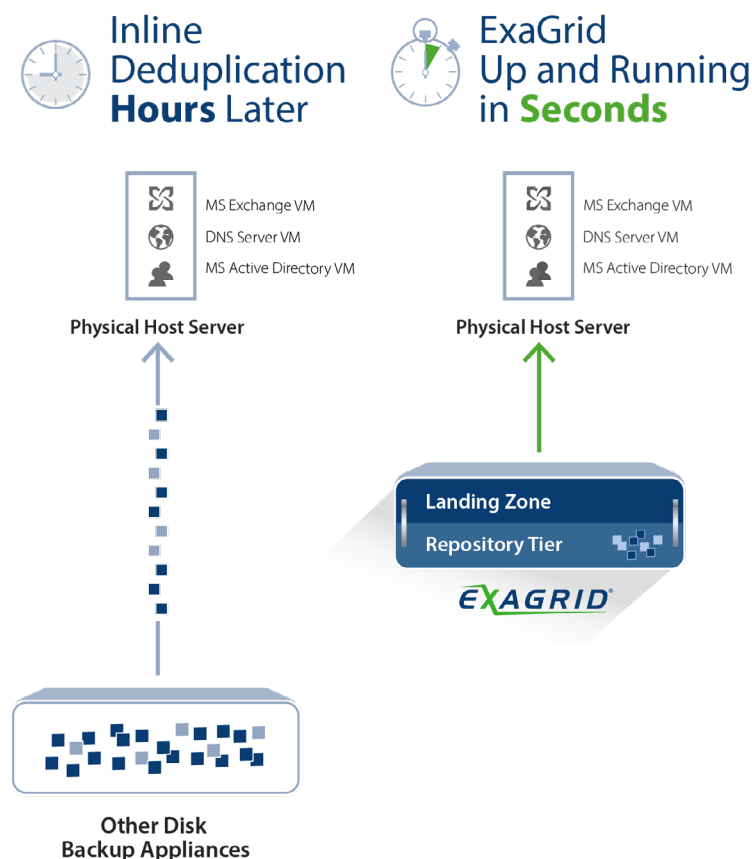 Inline
Deduplication
Hours Later
ExaGrid
Up and Running
in Seconds
MS Exchange VM
DNS Server VM
MS Active Directory VM
Physical Host Server
MS Exchange VM
DNS Server VM
MS Active Directory VM
Physical Host Server
Landing Zone
Repository Tier
EXAGRID®
Other Disk
Backup Appliances